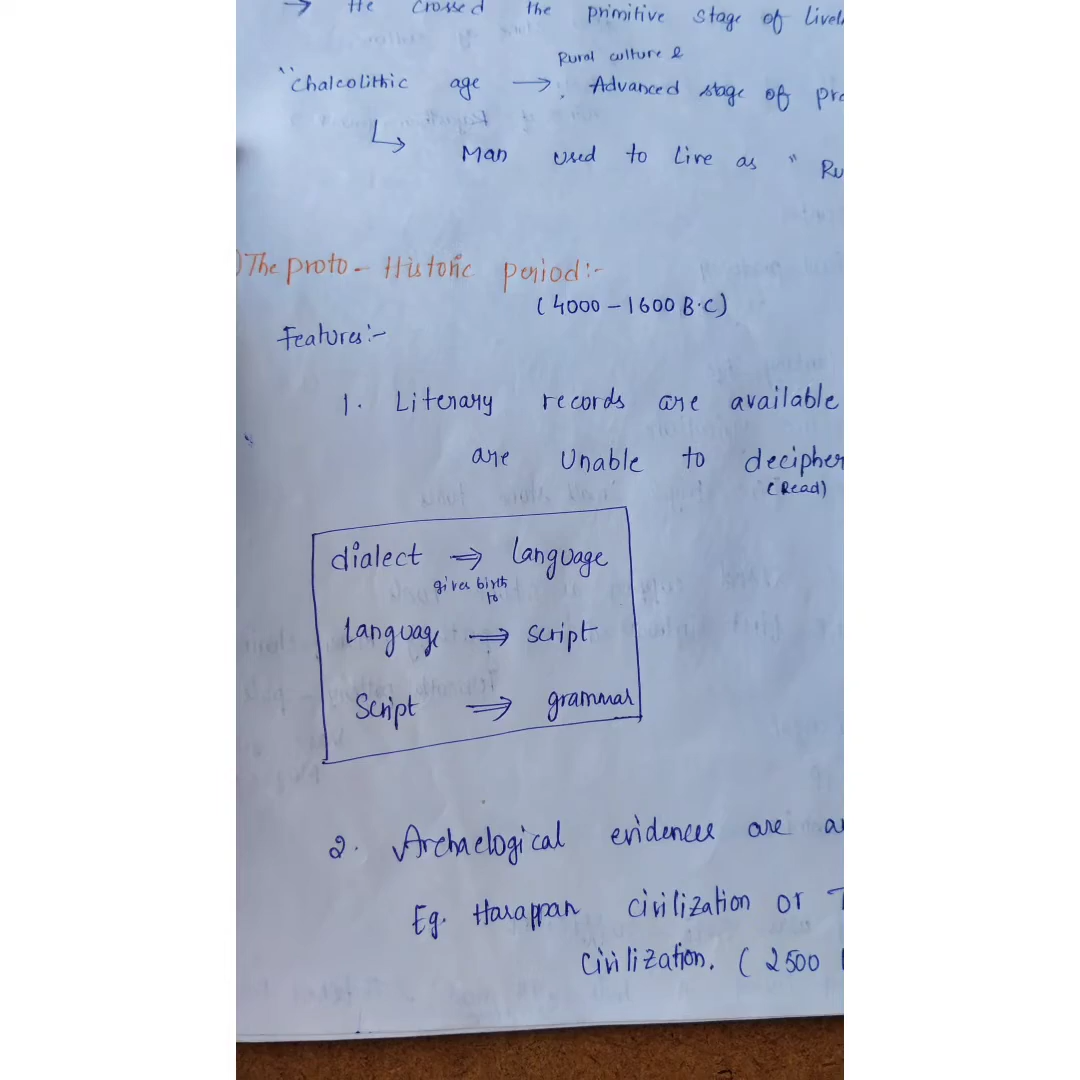 → He crossed the primitive stage of
Rural culture &
"Chalcolithic age → Advanced stage of
↳ Man used to Live as "
) The proto - Historic period:-
(4000 - 1600 B.C)
Features:-
1. Literary records are available
are Unable to decipher
(Read)
dialect ⇒ language
gives birth
to
Language ⇒ script
Script ⇒ grammar
2. Archaelogical evidences are
Eg. Harappan civilization or
Civilization. ( 2500